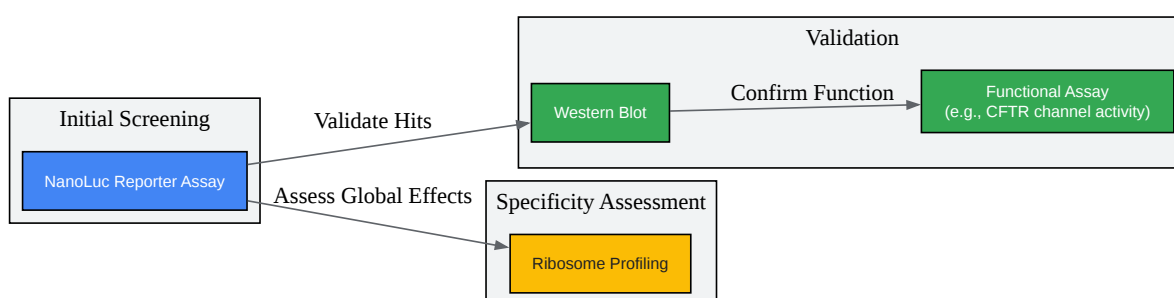 Validation
Initial Screening
NanoLuc Reporter Assay
Validate Hits
Western Blot
Confirm Function
Functional Assay
(e.g., CFTR channel activity)
Assess Global Effects
Specificity Assessment
Ribosome Profiling